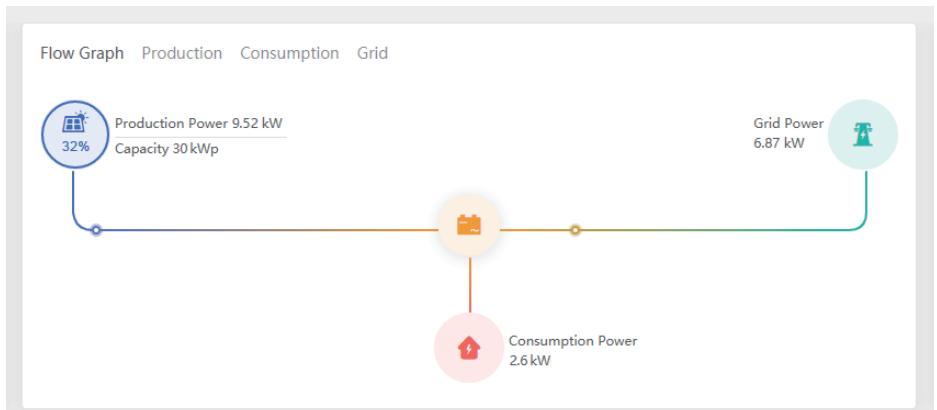 Flow Graph Production Consumption Grid
Production Power 9.52 kW
32%
Capacity 30 kWp
Grid Power
6.87 kW
Consumption Power
2.6 kW